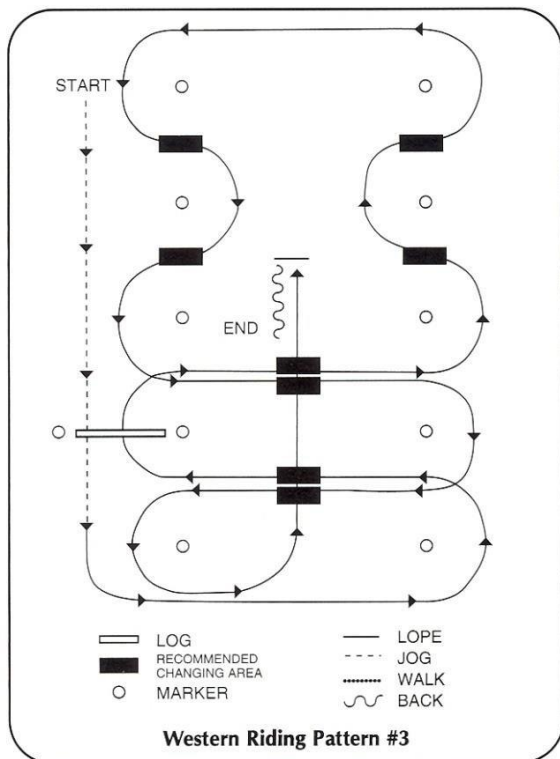 START
END
LOG
RECOMMENDED
CHANGING AREA
MARKER
LOPE
JOG
WALK
BACK
Western Riding Pattern #3